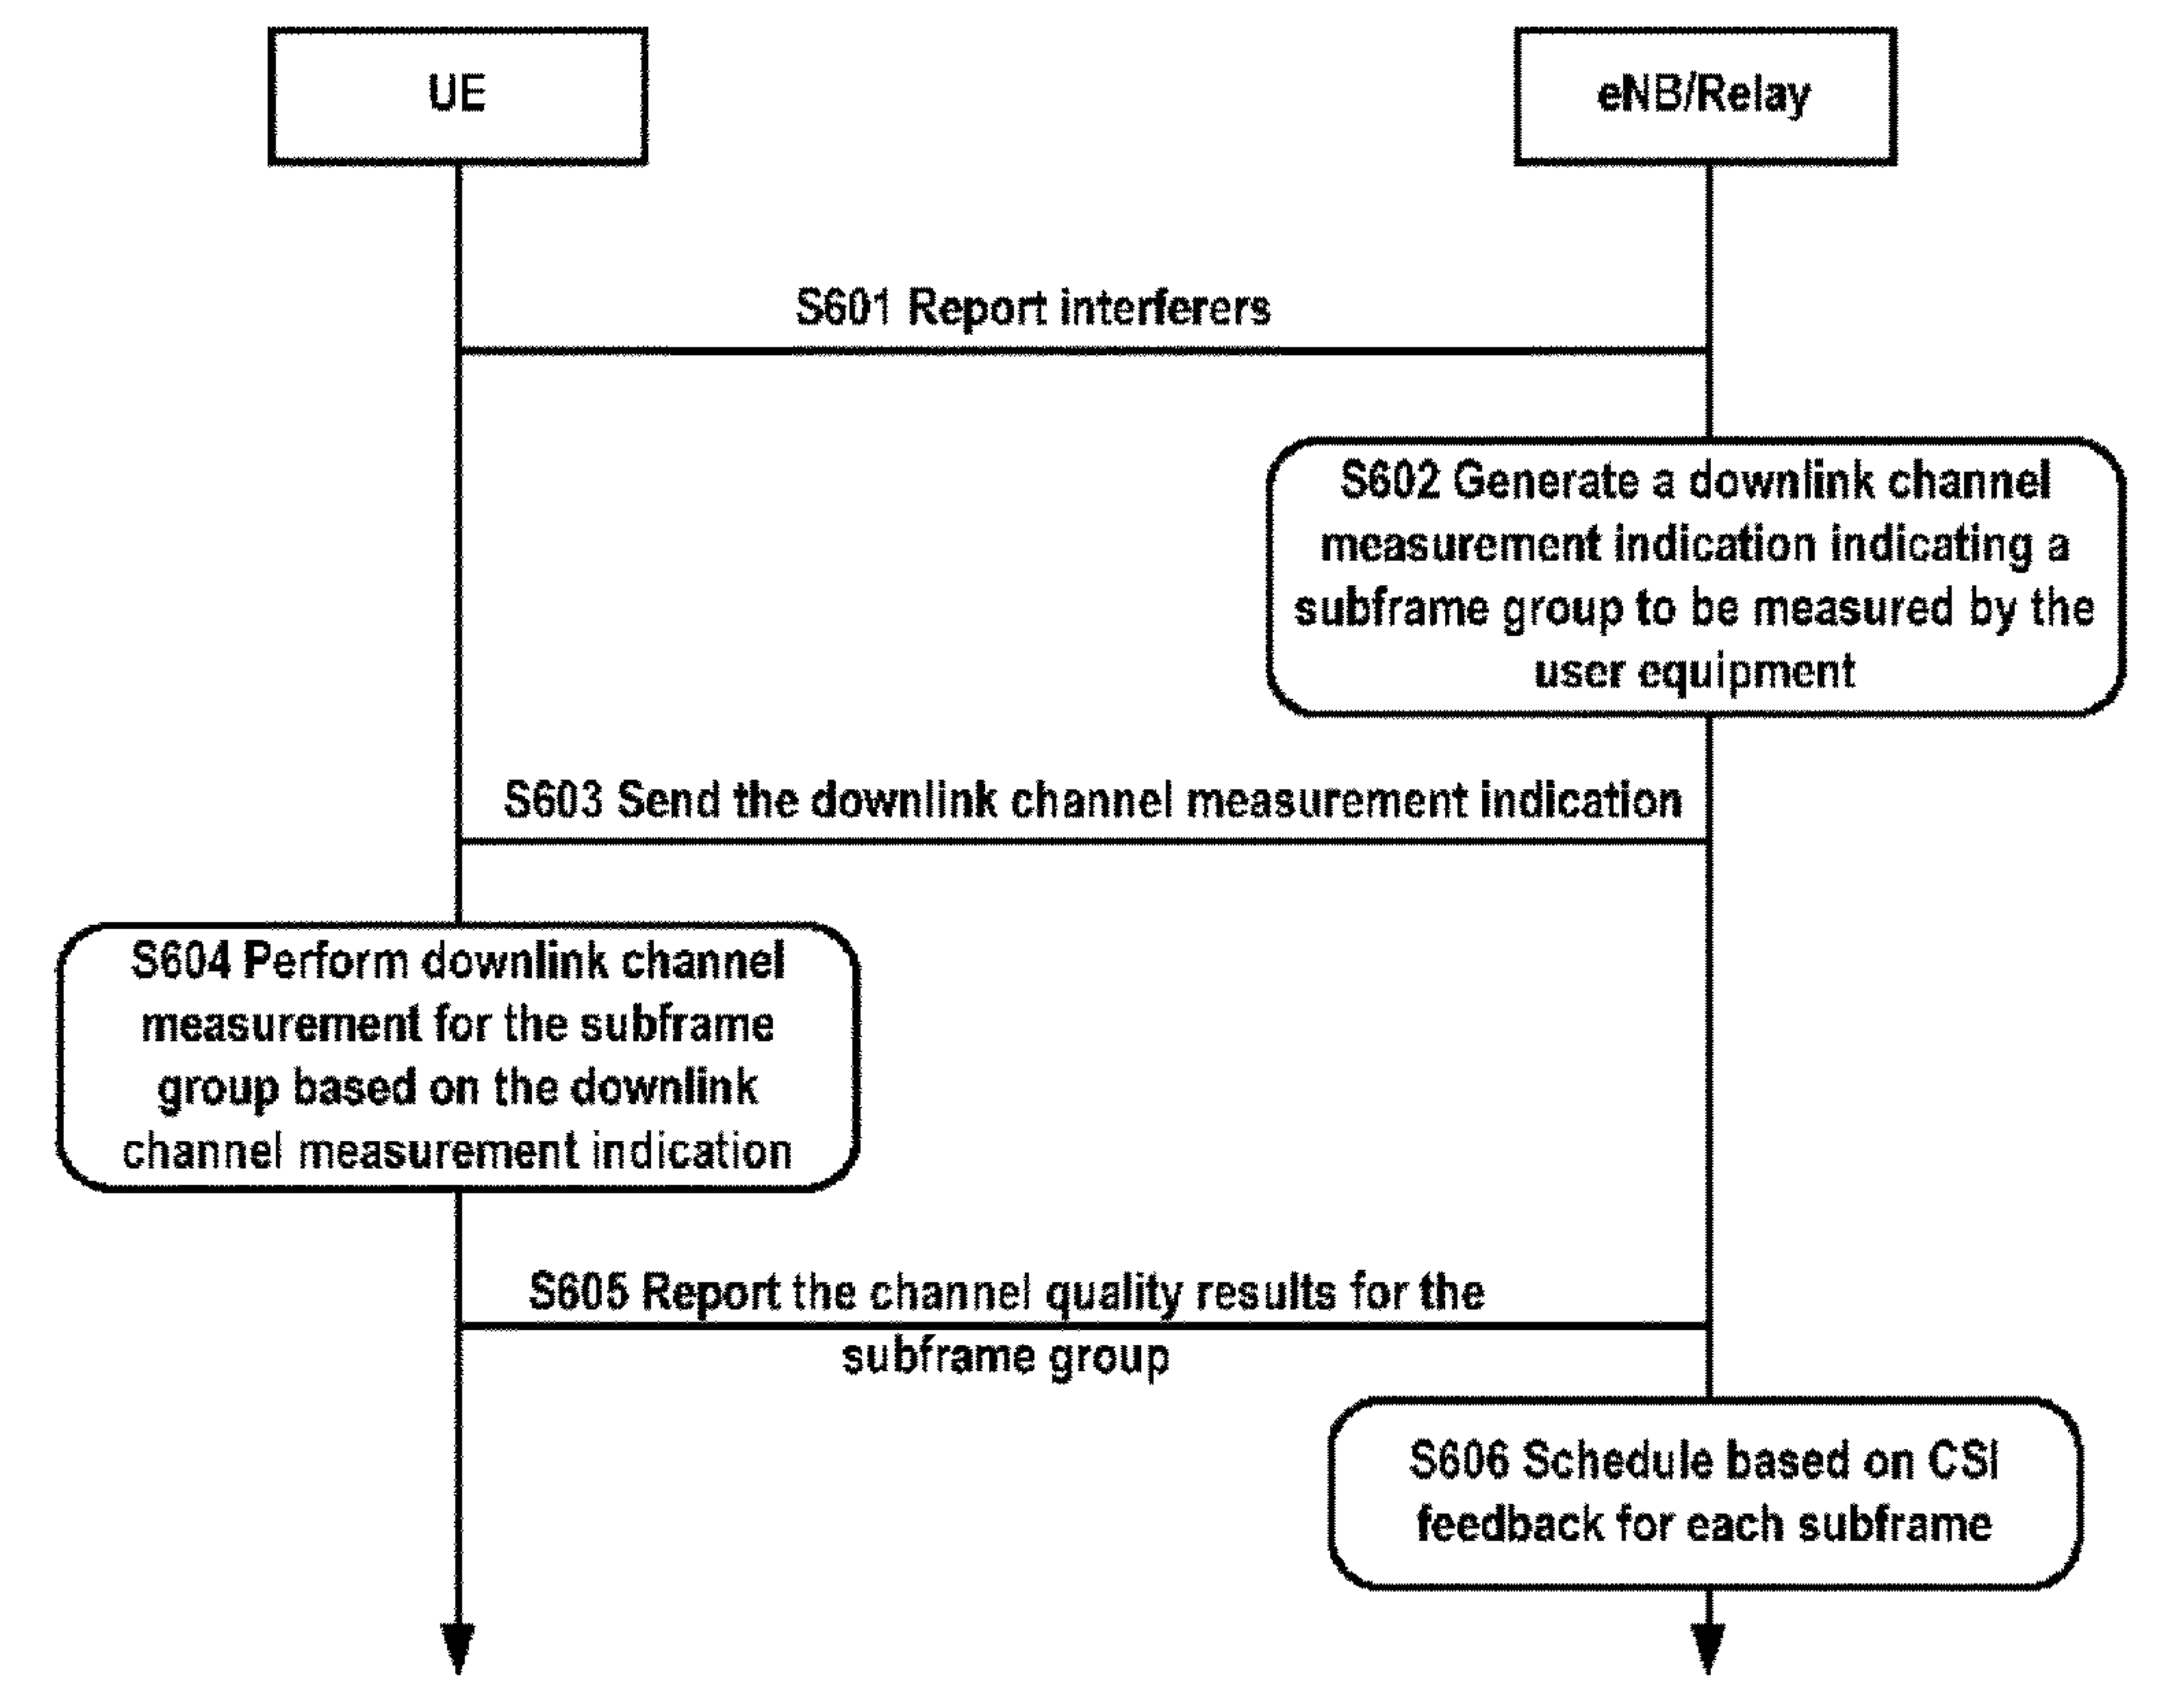 UE
eNB/Relay
S601 Report interferers
S602 Generate a downlink channel
measurement indication indicating a
subframe group to be measured by the
user equipment
S603 Send the downlink channel measurement indication
S604 Perform downlink channel
measurement for the subframe
group based on the downlink
channel measurement indication
S605 Report the channel quality results for the
subframe group
S606 Schedule based on CSI
feedback for each subframe